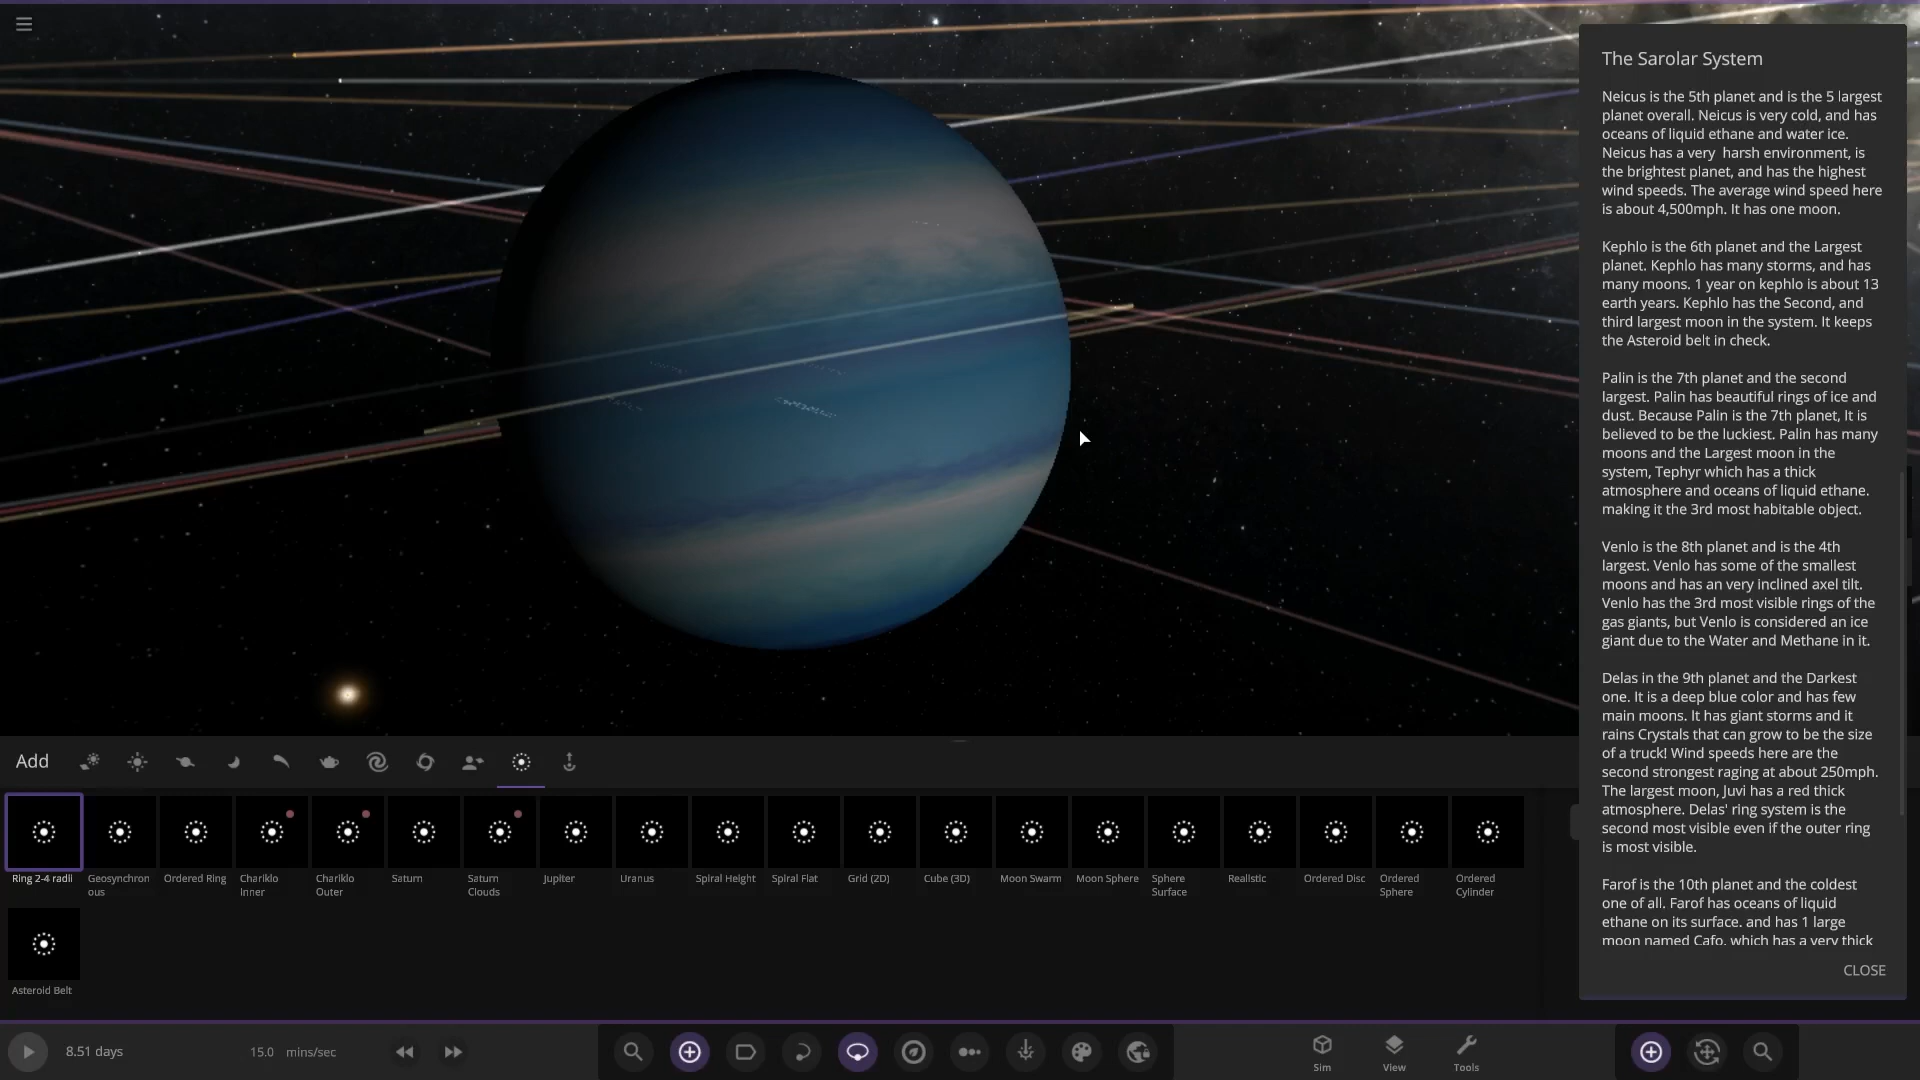 The Sarolar System
Neicus is the 5th planet and is the 5 largest
planet overall. Neicus is very cold, and has
oceans of liquid ethane and water ice.
Neicus has a very  harsh environment, is
the brightest planet, and has the highest
wind speeds. The average wind speed here
is about 4,500mph. It has one moon.
Kephlo is the 6th planet and the Largest
planet. Kephlo has many storms, and has
many moons. 1 year on kephlo is about 13
earth years. Kephlo has the Second, and
third largest moon in the system. It keeps
the Asteroid belt in check.
Palin is the 7th planet and the second
largest. Palin has beautiful rings of ice and
dust. Because Palin is the 7th planet, It is
believed to be the luckiest. Palin has many
moons and the Largest moon in the
system, Tephyr which has a thick
atmosphere and oceans of liquid ethane.
making it the 3rd most habitable object.
Venlo is the 8th planet and is the 4th
largest. Venlo has some of the smallest
moons and has an very inclined axel tilt.
Venlo has the 3rd most visible rings of the
gas giants, but Venlo is considered an ice
giant due to the Water and Methane in it.
Delas in the 9th planet and the Darkest
one. It is a deep blue color and has few
main moons. It has giant storms and it
rains Crystals that can grow to be the size
of a truck! Wind speeds here are the
second strongest raging at about 250mph.
The largest moon, Juvi has a red thick
atmosphere. Delas' ring system is the
second most visible even if the outer ring
is most visible.
Farof is the 10th planet and the coldest
one of all. Farof has oceans of liquid
ethane on its surface. and has 1 large
moon named Cafo, which has a very thick
CLOSE
Add
Ring 2-4 radii
Geosynchron
ous
Ordered Ring
Chariklo
Inner
Chariklo
Outer
Saturn
Saturn
Clouds
Jupiter
Uranus
Spiral Height
Spiral Flat
Grid (2D)
Cube (3D)
Moon Swarm
Moon Sphere
Sphere
Surface
Realistic
Ordered Disc
Ordered
Sphere
Ordered
Cylinder
Asteroid Belt
8.51 days
15.0 mins/sec
Sim
View
Tools